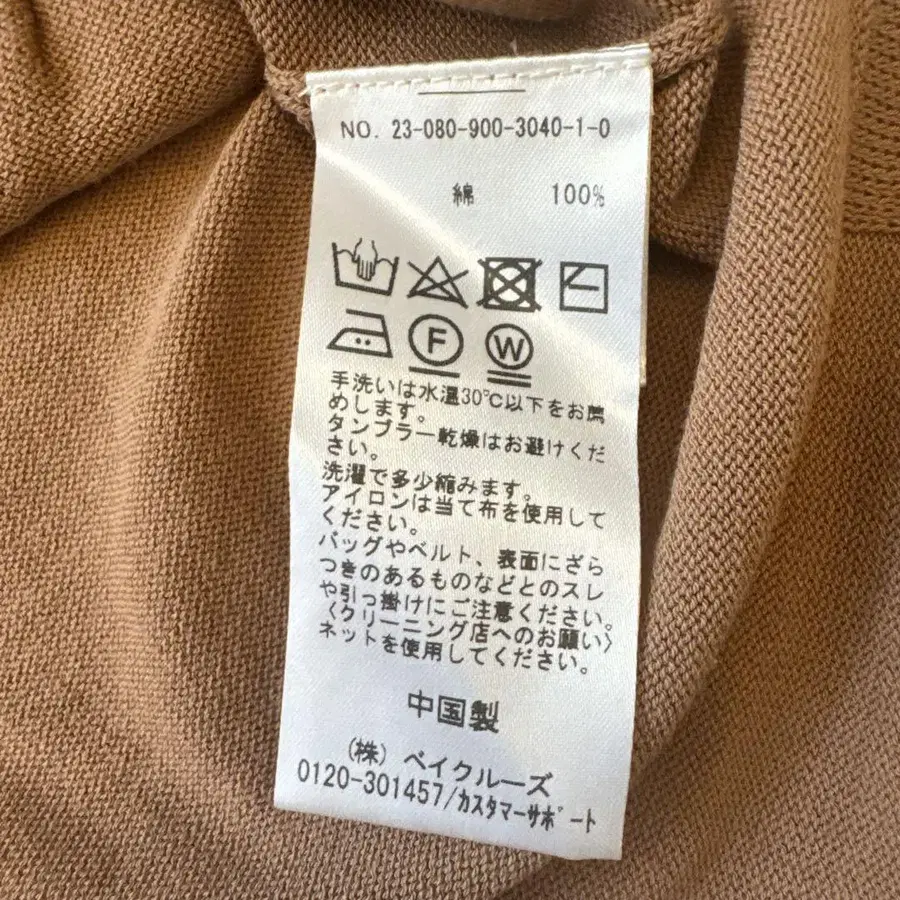 NO. 23-080-900-3040-1-0
綿 100%
F W
手洗いは水温30℃以下をお薦
めします。
タンブラー乾燥はお避けくだ
さい。
洗濯で多少縮みます。
アイロンは当て布を使用して
ください。
バッグやベルト、表面にざら
つきのあるものなどとのスレ
や引っ掛けにご注意ください。
〈クリーニング店へのお願い〉
ネットを使用してください。
中国製
(株) ベイクルーズ
0120-301457/カスタマーサポート